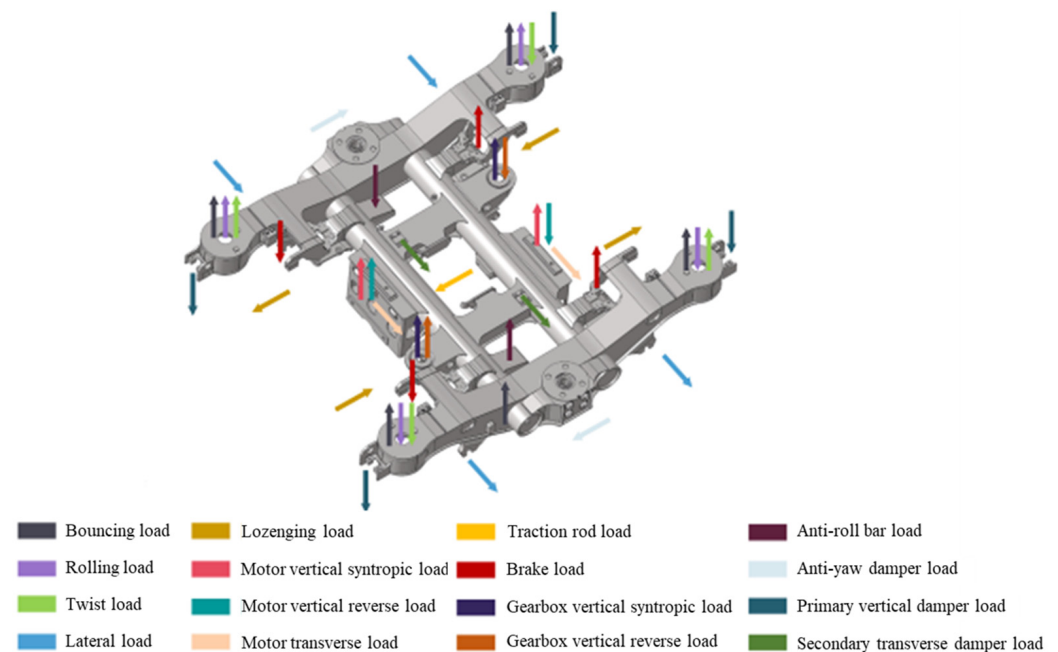 Bouncing load
Lozenging load
Traction rod load
Anti-roll bar load
Rolling load
Motor vertical syntropic load
Brake load
Anti-yaw damper load
Twist load
Motor vertical reverse load
Gearbox vertical syntropic load
Primary vertical damper load
Lateral load
Motor transverse load
Gearbox vertical reverse load
Secondary transverse damper load